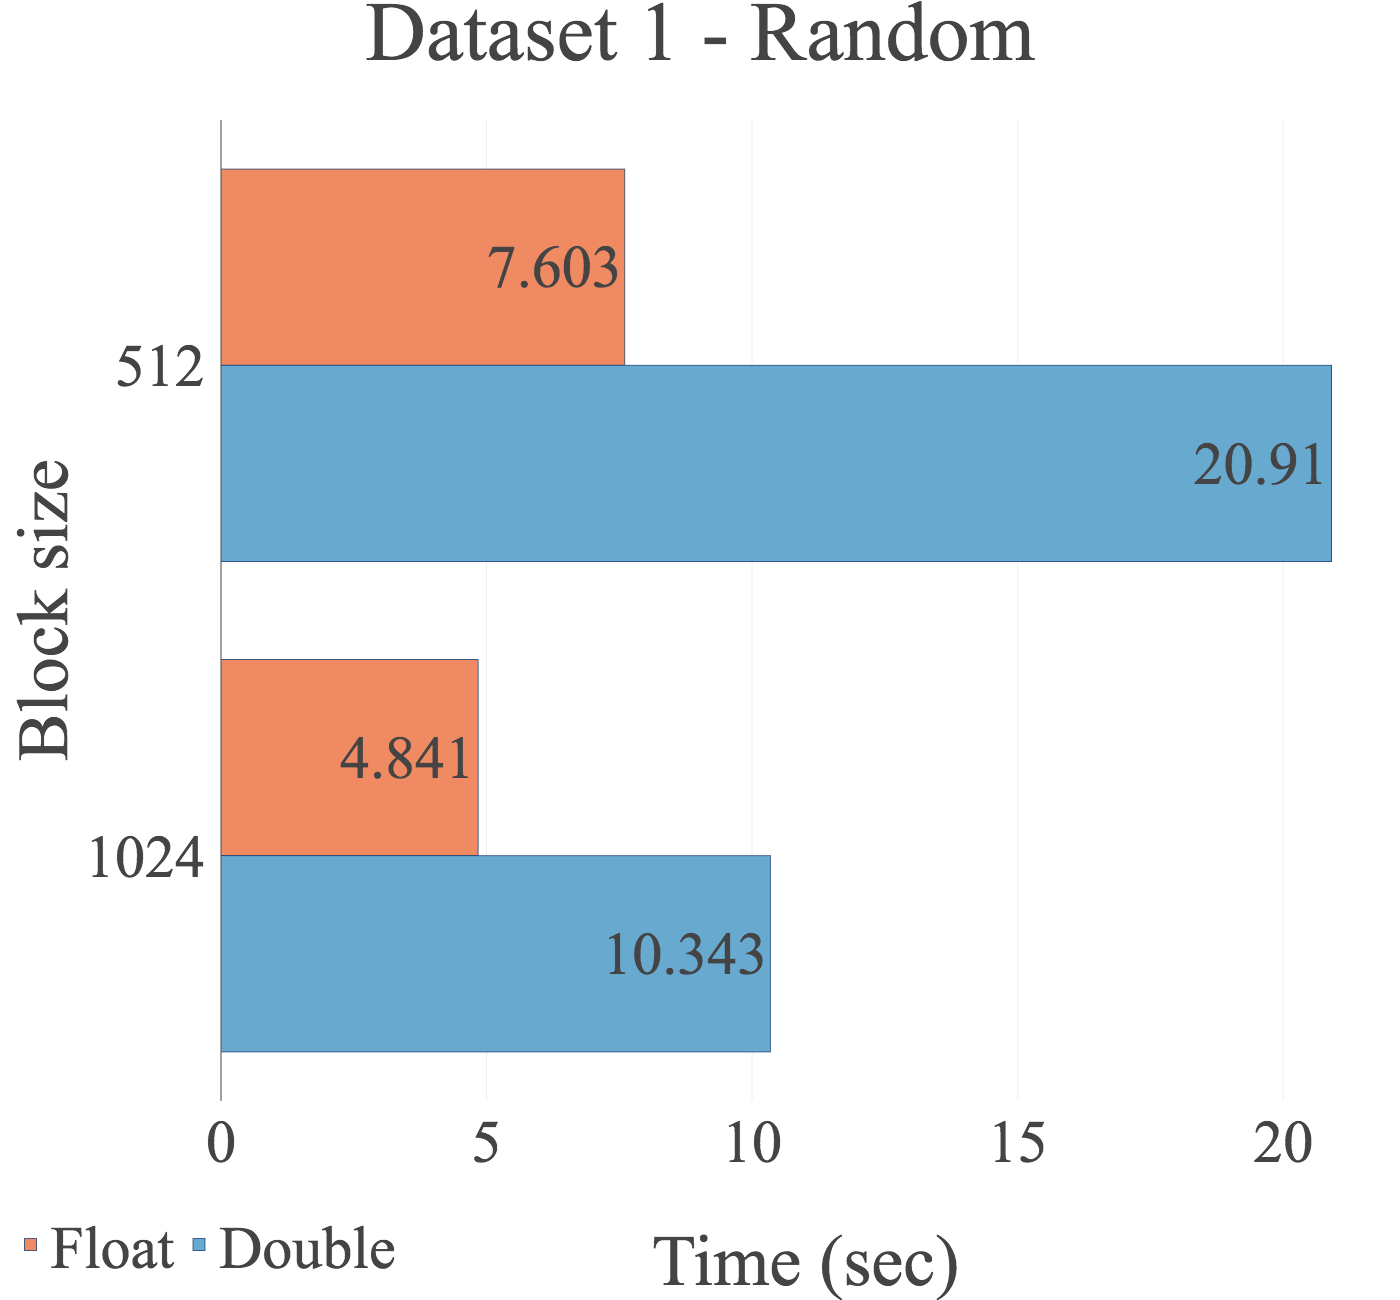 Dataset 1 - Random
7.603
512
20.91
Block size
4.841
1024
10.343
0 5 10 15 20
Float Double
Time (sec)